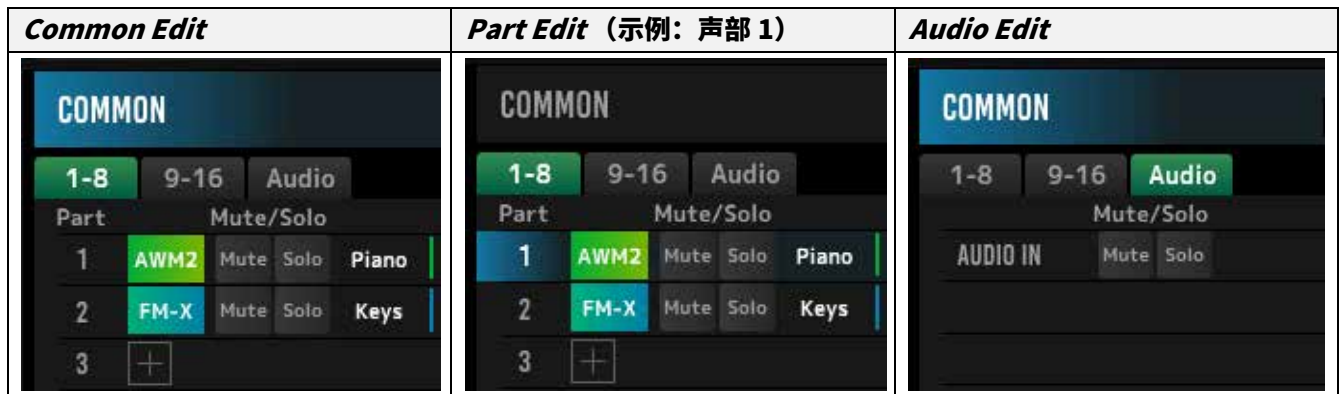 Common Edit
Part Edit（示例：声部 1）
Audio Edit
COMMON
1-8 9-16 Audio
Part Mute/Solo
1 AWM2 Mute Solo Piano
2 FM-X Mute Solo Keys
3 +
COMMON
1-8 9-16 Audio
Part Mute/Solo
1 AWM2 Mute Solo Piano
2 FM-X Mute Solo Keys
3 +
COMMON
1-8 9-16 Audio
Mute/Solo
AUDIO IN Mute Solo